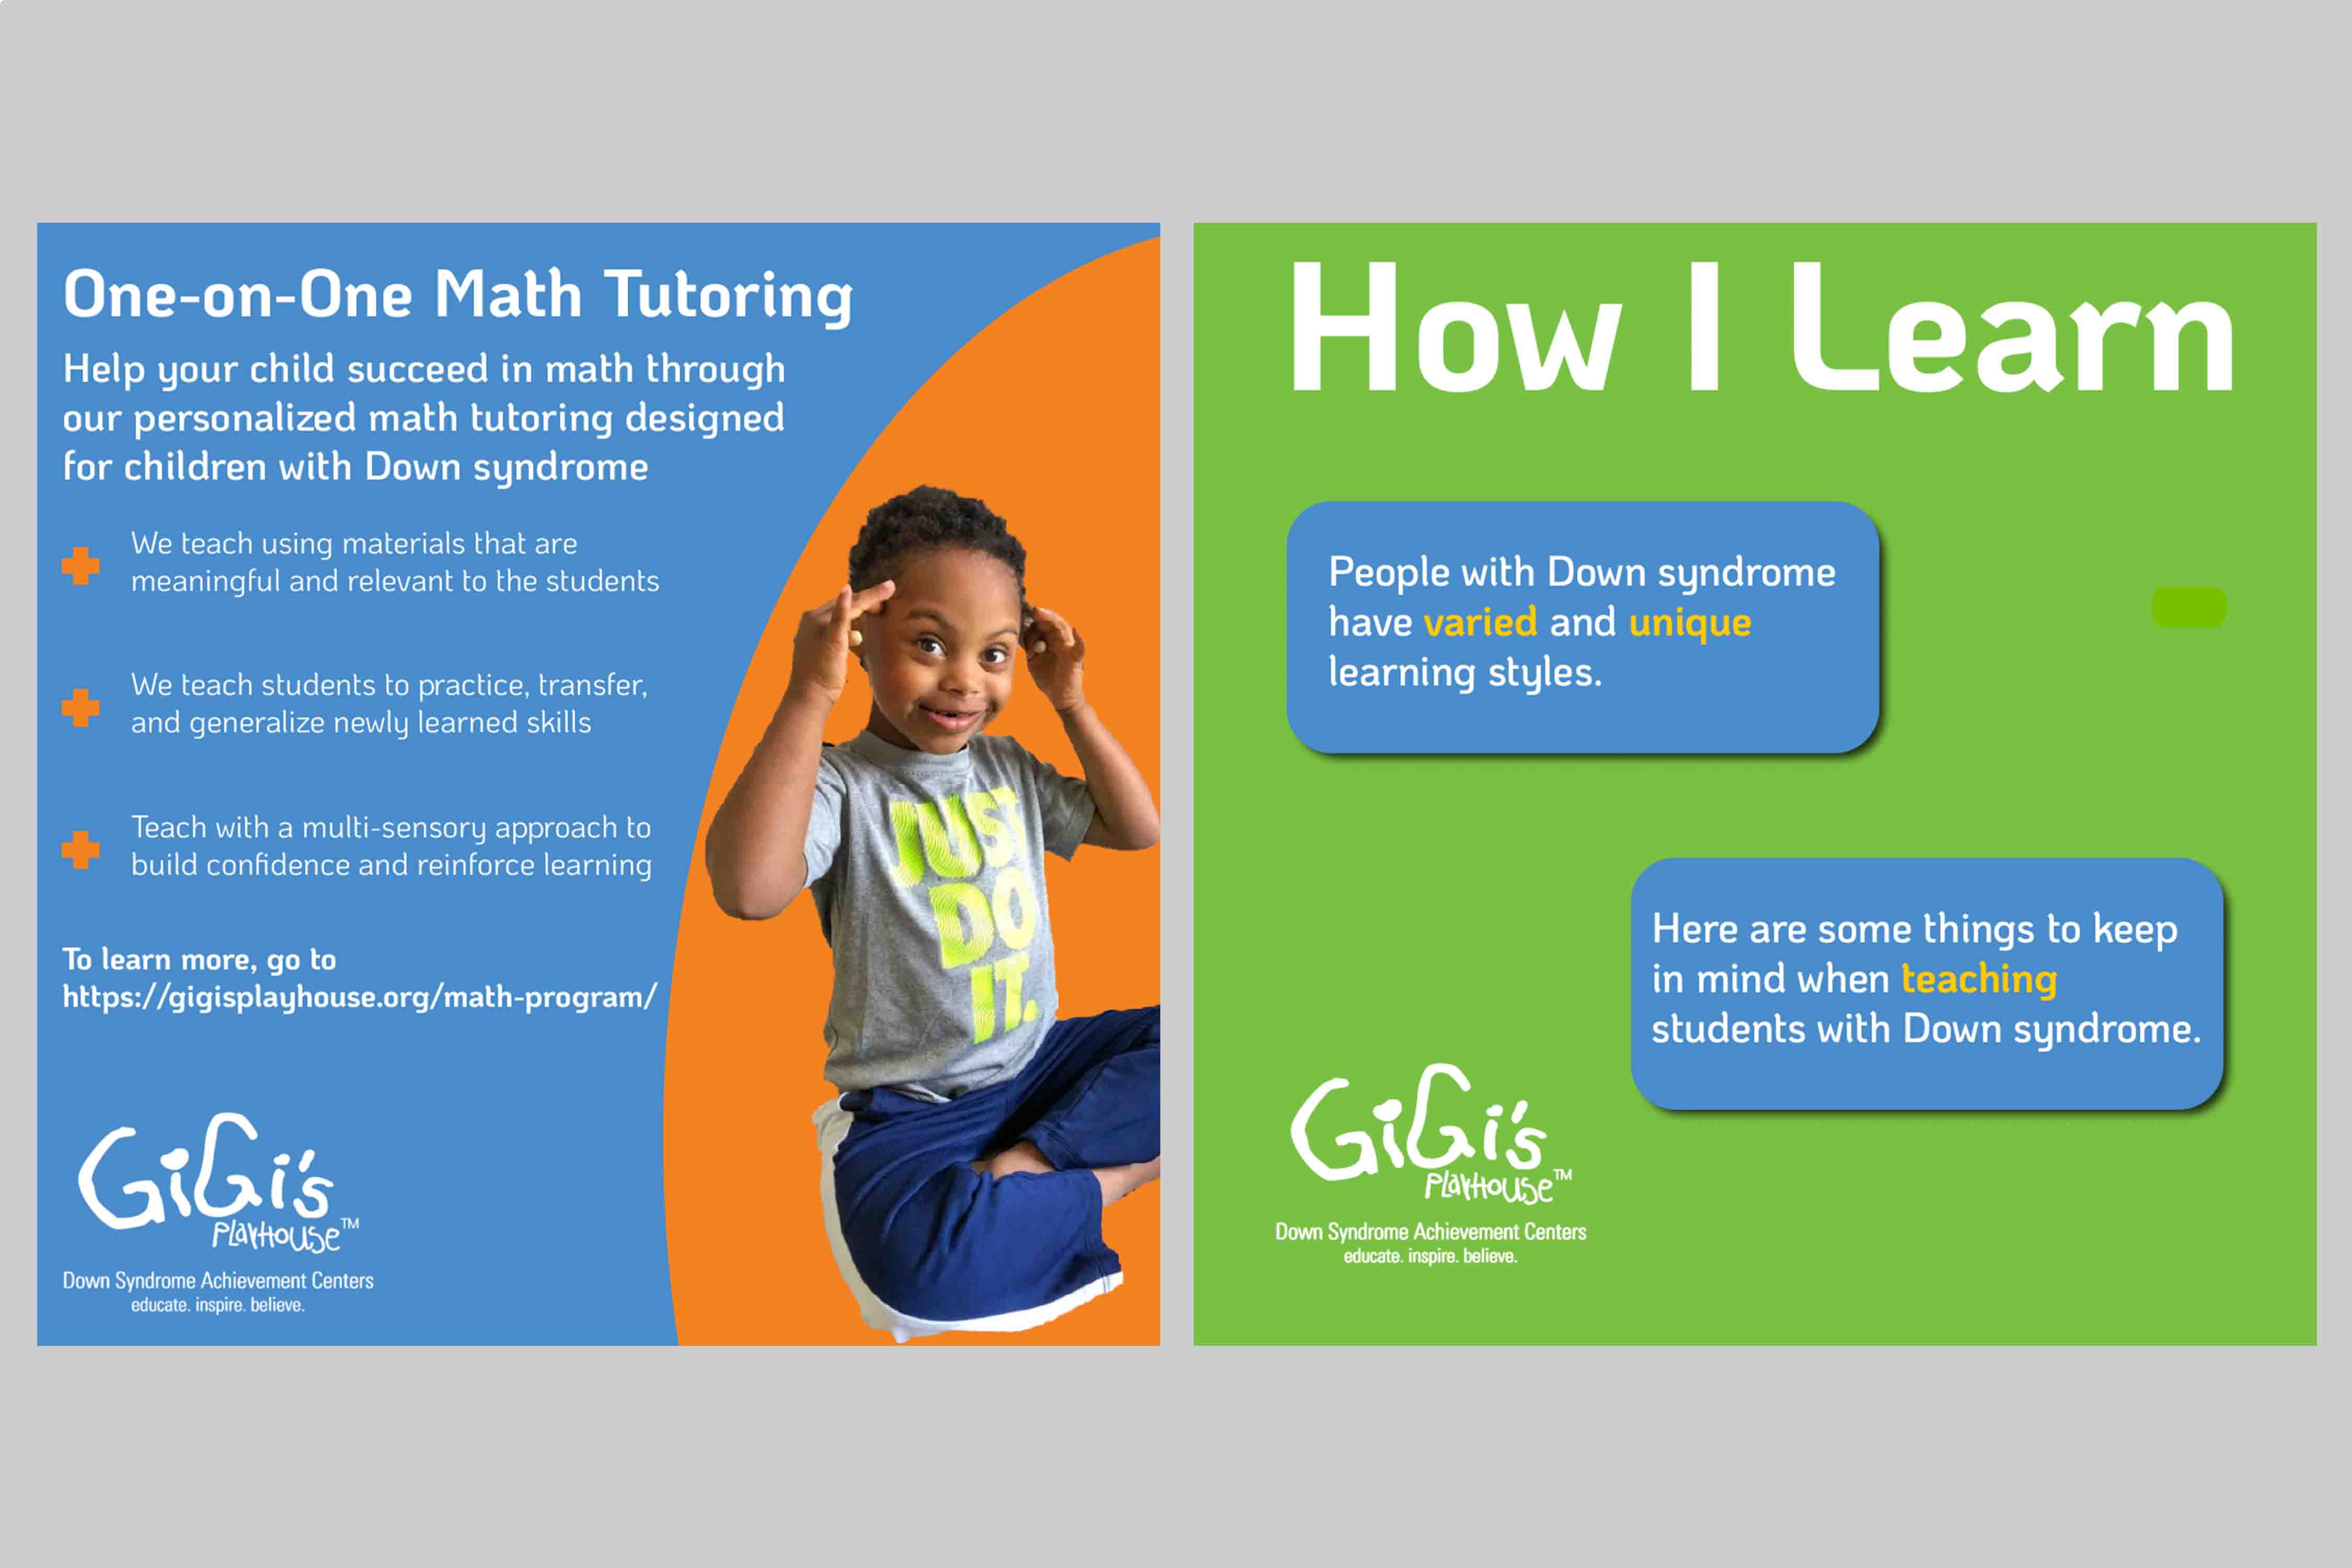 One-on-One Math Tutoring
Help your child succeed in math through
our personalized math tutoring designed
for children with Down syndrome
We teach using materials that are
meaningful and relevant to the students
We teach students to practice, transfer,
and generalize newly learned skills
Teach with a multi-sensory approach to
build confidence and reinforce learning
To learn more, go to
https://gigisplayhouse.org/math-program/
GiGi's
PLayHouse™
Down Syndrome Achievement Centers
educate. inspire. believe.
JUST
DO
IT.
How I Learn
People with Down syndrome
have varied and unique
learning styles.
Here are some things to keep
in mind when teaching
students with Down syndrome.
GiGi's
PLayHouse™
Down Syndrome Achievement Centers
educate. inspire. believe.